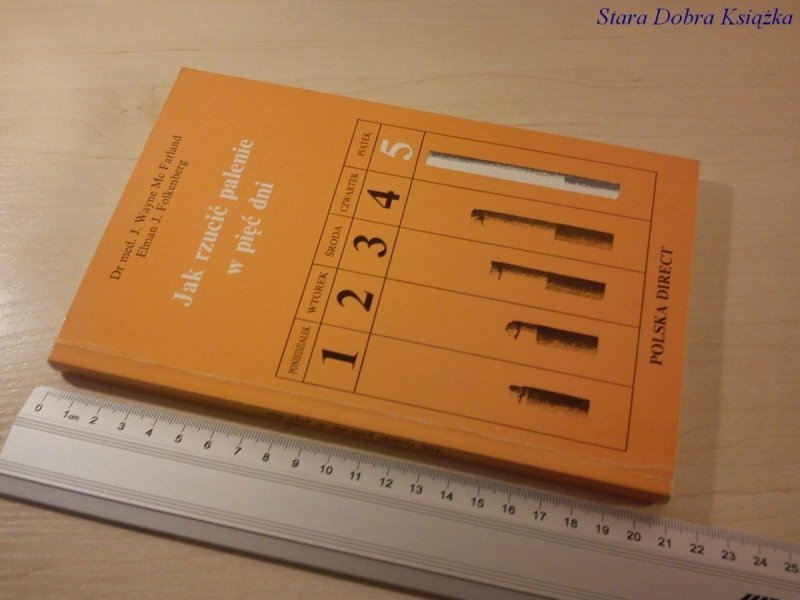 Stara Dobra Książka
Dr med. J. Wayne Mc Farland
Elman J. Folkenberg
Jak rzucić palenie
w pięć dni
PONIEDZIAŁEK WTOREK ŚRODA CZWARTEK PIĄTEK
1 2 3 4 5
POLSKA DIRECT
0 1cm 2 3 4 5 6 7 8 9 10 11 12 13 14 15 16 17 18 19 20 21 22 23 24 25